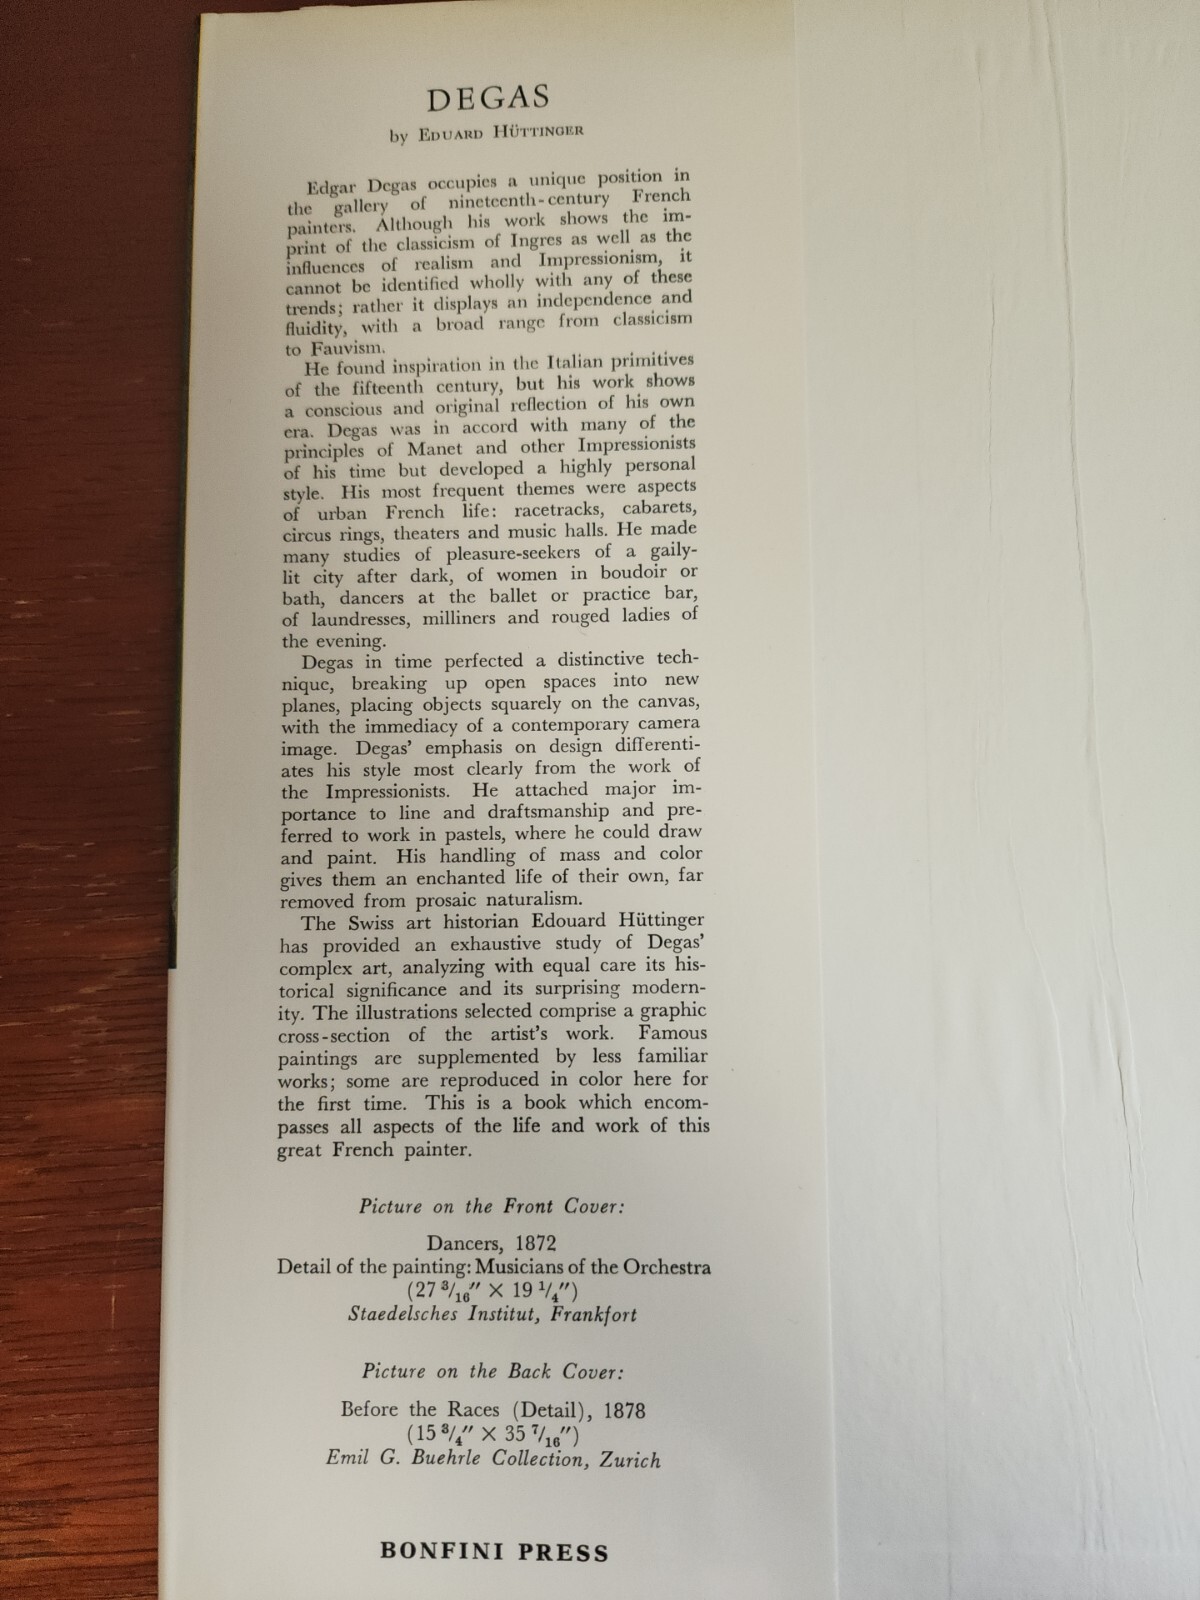 DEGAS
by EDUARD HÜTTINGER
Edgar Degas occupies a unique position in
the gallery of nineteenth-century French
painters. Although his work shows the im-
print of the classicism of Ingres as well as the
influences of realism and Impressionism, it
cannot be identified wholly with any of these
trends; rather it displays an independence and
fluidity, with a broad range from classicism
to Fauvism.
He found inspiration in the Italian primitives
of the fifteenth century, but his work shows
a conscious and original reflection of his own
era. Degas was in accord with many of the
principles of Manet and other Impressionists
of his time but developed a highly personal
style. His most frequent themes were aspects
of urban French life: racetracks, cabarets,
circus rings, theaters and music halls. He made
many studies of pleasure-seekers of a gaily-
lit city after dark, of women in boudoir or
bath, dancers at the ballet or practice bar,
of laundresses, milliners and rouged ladies of
the evening.
Degas in time perfected a distinctive tech-
nique, breaking up open spaces into new
planes, placing objects squarely on the canvas,
with the immediacy of a contemporary camera
image. Degas’ emphasis on design differenti-
ates his style most clearly from the work of
the Impressionists. He attached major im-
portance to line and draftsmanship and pre-
ferred to work in pastels, where he could draw
and paint. His handling of mass and color
gives them an enchanted life of their own, far
removed from prosaic naturalism.
The Swiss art historian Edouard Hüttinger
has provided an exhaustive study of Degas’
complex art, analyzing with equal care its his-
torical significance and its surprising modern-
ity. The illustrations selected comprise a graphic
cross-section of the artist’s work. Famous
paintings are supplemented by less familiar
works; some are reproduced in color here for
the first time. This is a book which encom-
passes all aspects of the life and work of this
great French painter.
Picture on the Front Cover:
Dancers, 1872
Detail of the painting: Musicians of the Orchestra
(27 3/16″ × 19 1/4″)
Staedelsches Institut, Frankfort
Picture on the Back Cover:
Before the Races (Detail), 1878
(15 3/4″ × 35 7/16″)
Emil G. Buehrle Collection, Zurich
BONFINI PRESS